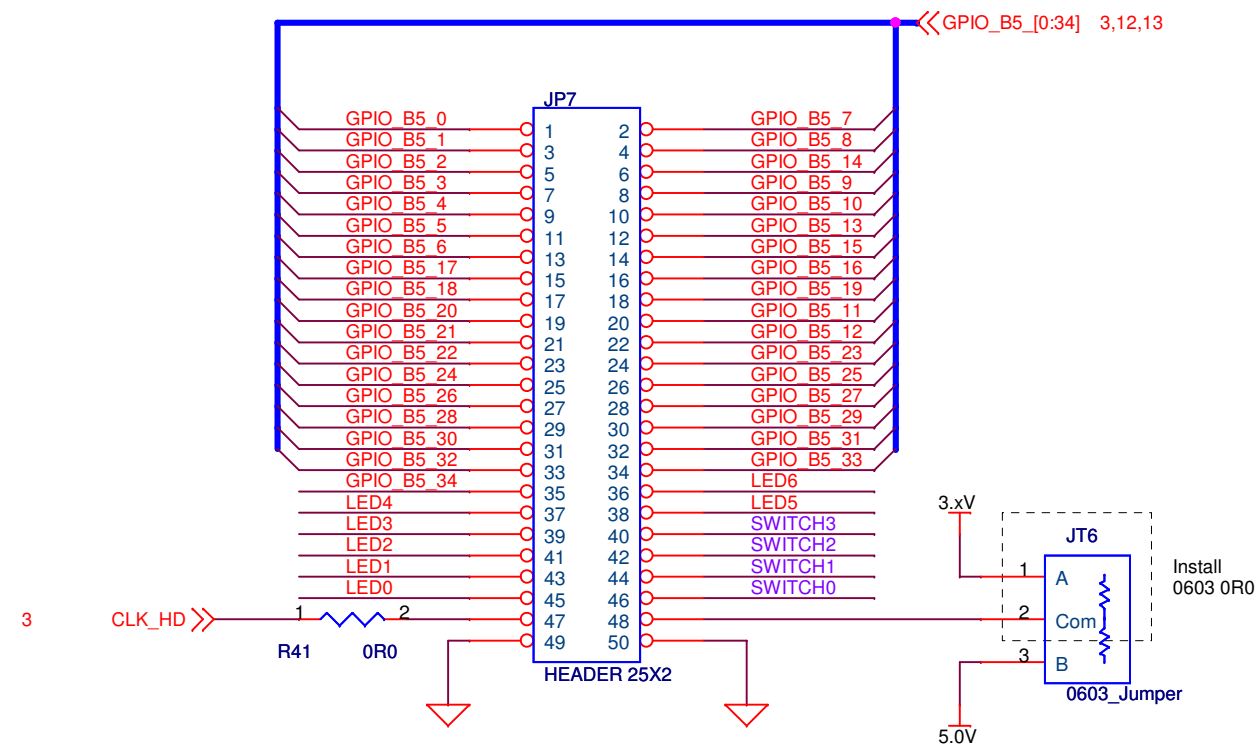 GPIO_B5_[0:34] 3,12,13
JP7
GPIO_B5_0 1 2 GPIO_B5_7
GPIO_B5_1 3 4 GPIO_B5_8
GPIO_B5_2 5 6 GPIO_B5_14
GPIO_B5_3 7 8 GPIO_B5_9
GPIO_B5_4 9 10 GPIO_B5_10
GPIO_B5_5 11 12 GPIO_B5_13
GPIO_B5_6 13 14 GPIO_B5_15
GPIO_B5_17 15 16 GPIO_B5_16
GPIO_B5_18 17 18 GPIO_B5_19
GPIO_B5_20 19 20 GPIO_B5_11
GPIO_B5_21 21 22 GPIO_B5_12
GPIO_B5_22 23 24 GPIO_B5_23
GPIO_B5_24 25 26 GPIO_B5_25
GPIO_B5_26 27 28 GPIO_B5_27
GPIO_B5_28 29 30 GPIO_B5_29
GPIO_B5_30 31 32 GPIO_B5_31
GPIO_B5_32 33 34 GPIO_B5_33
GPIO_B5_34 35 36 LED6
LED4 37 38 LED5
LED3 39 40 SWITCH3
LED2 41 42 SWITCH2
LED1 43 44 SWITCH1
LED0 45 46 SWITCH0
3 CLK_HD 1 2 47 48
R41 0R0 49 50
HEADER 25X2
3.xV
JT6
1 A
2 Com
3 B
Install
0603 0R0
0603_Jumper
5.0V